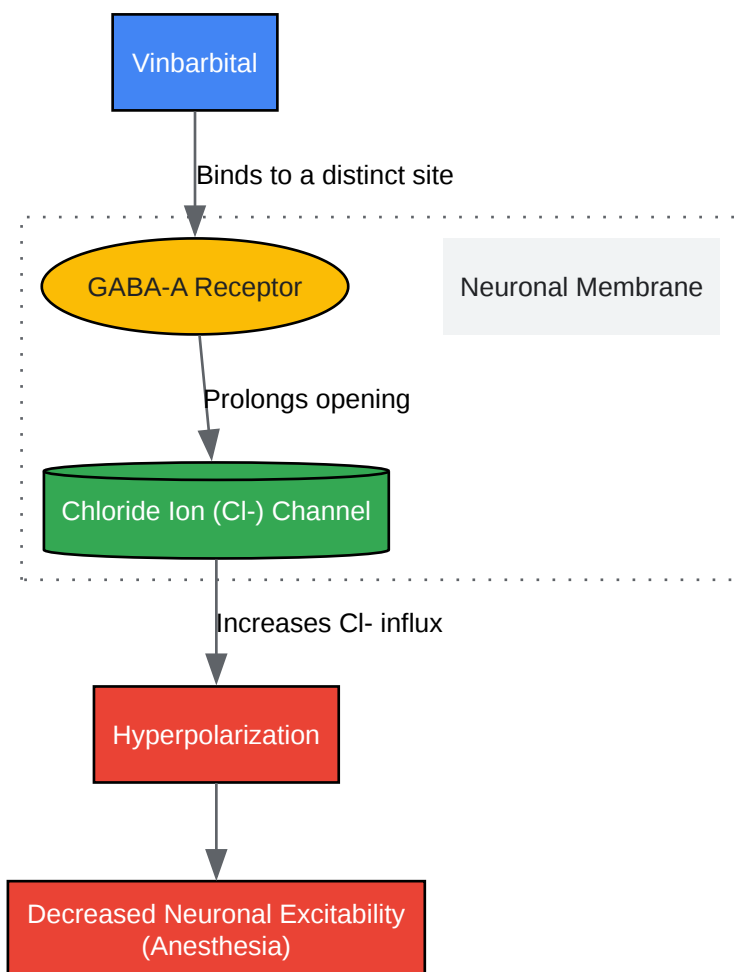 Vinbarbital
Binds to a distinct site
GABA-A Receptor
Neuronal Membrane
Prolongs opening
Chloride Ion (Cl-) Channel
Increases Cl- influx
Hyperpolarization
Decreased Neuronal Excitability
(Anesthesia)